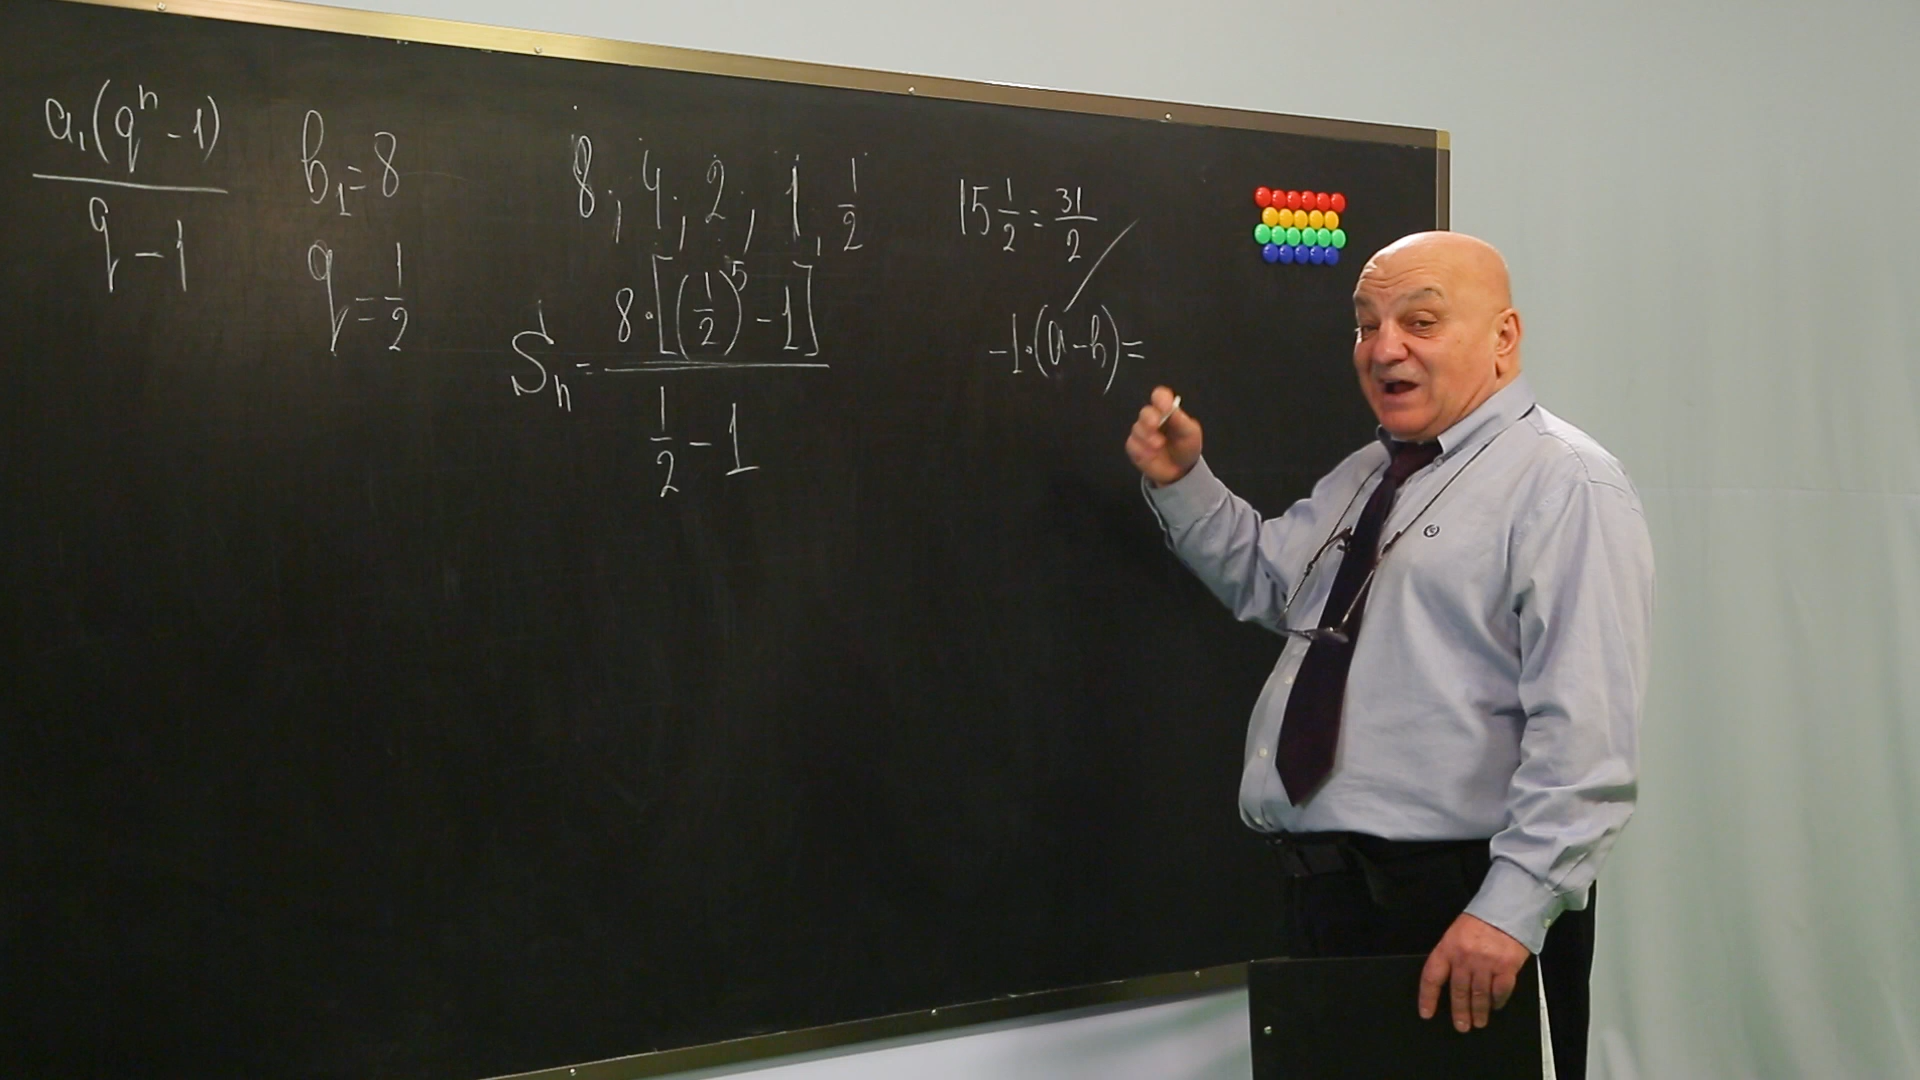 a₁(qⁿ - 1) / (q - 1)
b₁ = 8
q = 1/2
8; 4; 2; 1, 1/2
Sₙ = 8·[(1/2)⁵ - 1] / (1/2 - 1)
15 1/2 = 31/2
-1·(a-b)=